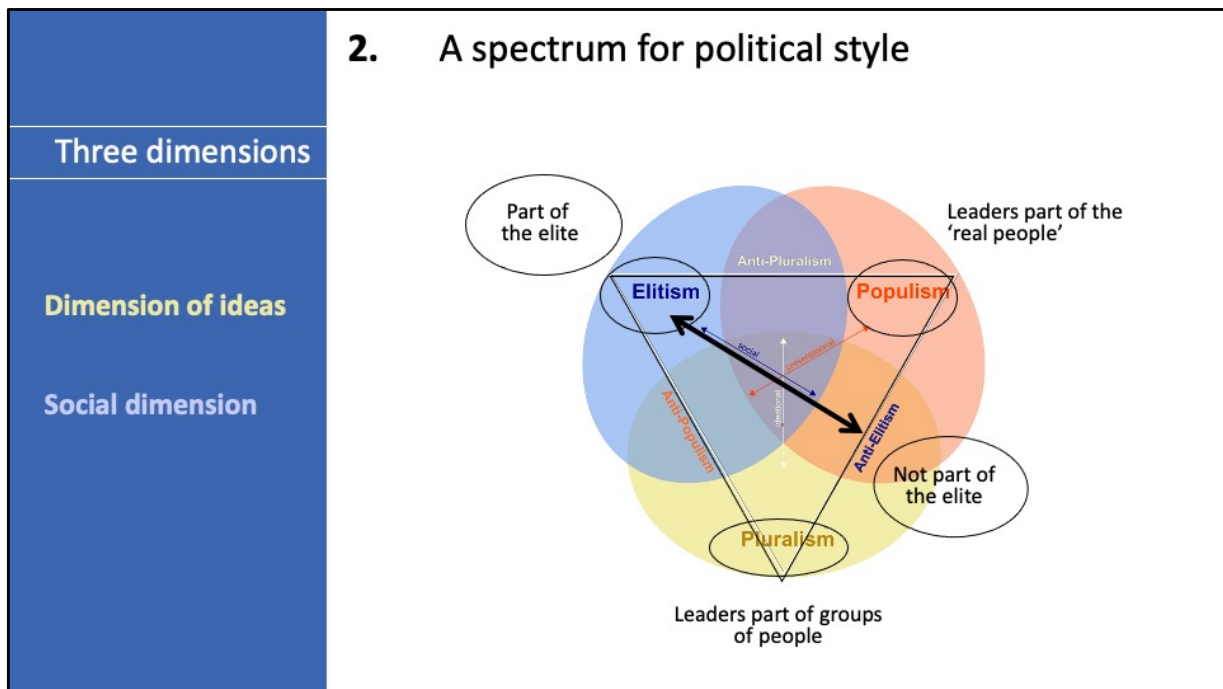 2. A spectrum for political style
Three dimensions
Dimension of ideas
Social dimension
Part of
the elite
Leaders part of the
‘real people’
Anti-Pluralism
Elitism
Populism
social
presentational
ideational
Anti-Populism
Anti-Elitism
Not part of
the elite
Pluralism
Leaders part of groups
of people